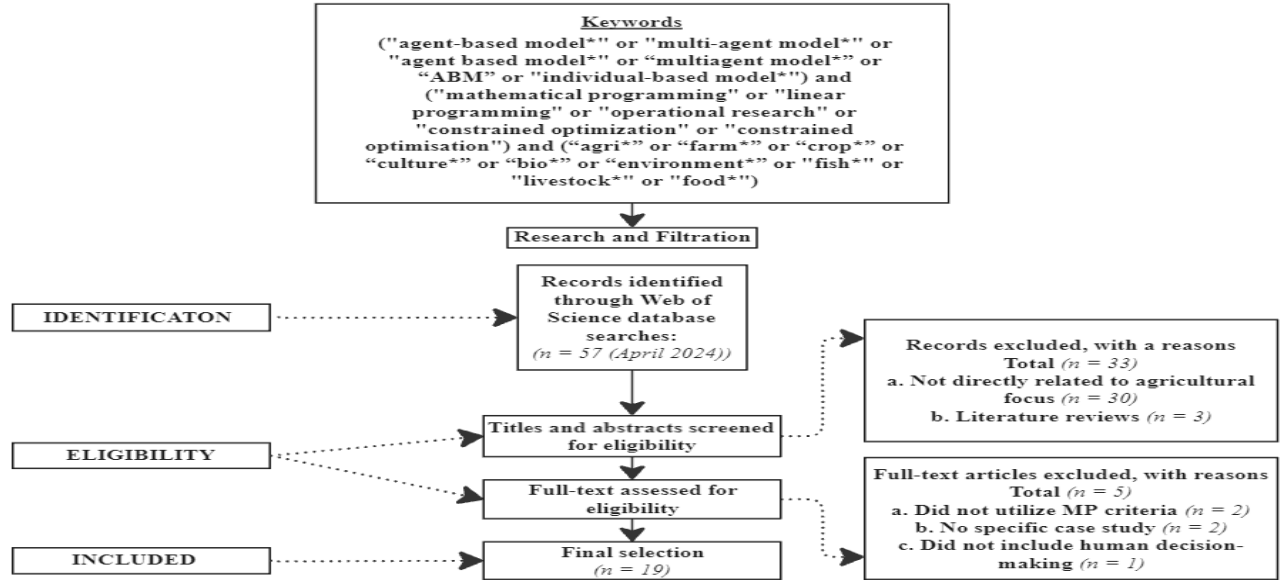 Keywords
("agent-based model*" or "multi-agent model*" or
"agent based model*" or “multiagent model*” or
“ABM” or "individual-based model*") and
("mathematical programming" or "linear
programming" or "operational research" or
"constrained optimization" or "constrained
optimisation") and (“agri*” or “farm*” or “crop*” or
“culture*” or “bio*” or “environment*” or "fish*" or
"livestock*" or "food*")
Research and Filtration
IDENTIFICATON
Records identified
through Web of
Science database
searches:
(n = 57 (April 2024))
Records excluded, with a reasons
Total (n = 33)
a. Not directly related to agricultural
focus (n = 30)
b. Literature reviews (n = 3)
ELIGIBILITY
Titles and abstracts screened
for eligibility
Full-text assessed for
eligibility
Full-text articles excluded, with reasons
Total (n = 5)
a. Did not utilize MP criteria (n = 2)
b. No specific case study (n = 2)
c. Did not include human decision-
making (n = 1)
INCLUDED
Final selection
(n = 19)